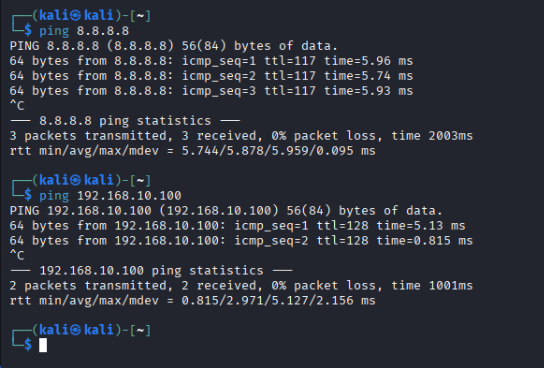 ┌──(kali㉿kali)-[~]
└─$ ping 8.8.8.8
PING 8.8.8.8 (8.8.8.8) 56(84) bytes of data.
64 bytes from 8.8.8.8: icmp_seq=1 ttl=117 time=5.96 ms
64 bytes from 8.8.8.8: icmp_seq=2 ttl=117 time=5.74 ms
64 bytes from 8.8.8.8: icmp_seq=3 ttl=117 time=5.93 ms
^C
--- 8.8.8.8 ping statistics ---
3 packets transmitted, 3 received, 0% packet loss, time 2003ms
rtt min/avg/max/mdev = 5.744/5.878/5.959/0.095 ms
┌──(kali㉿kali)-[~]
└─$ ping 192.168.10.100
PING 192.168.10.100 (192.168.10.100) 56(84) bytes of data.
64 bytes from 192.168.10.100: icmp_seq=1 ttl=128 time=5.13 ms
64 bytes from 192.168.10.100: icmp_seq=2 ttl=128 time=0.815 ms
^C
--- 192.168.10.100 ping statistics ---
2 packets transmitted, 2 received, 0% packet loss, time 1001ms
rtt min/avg/max/mdev = 0.815/2.971/5.127/2.156 ms
┌──(kali㉿kali)-[~]
└─$